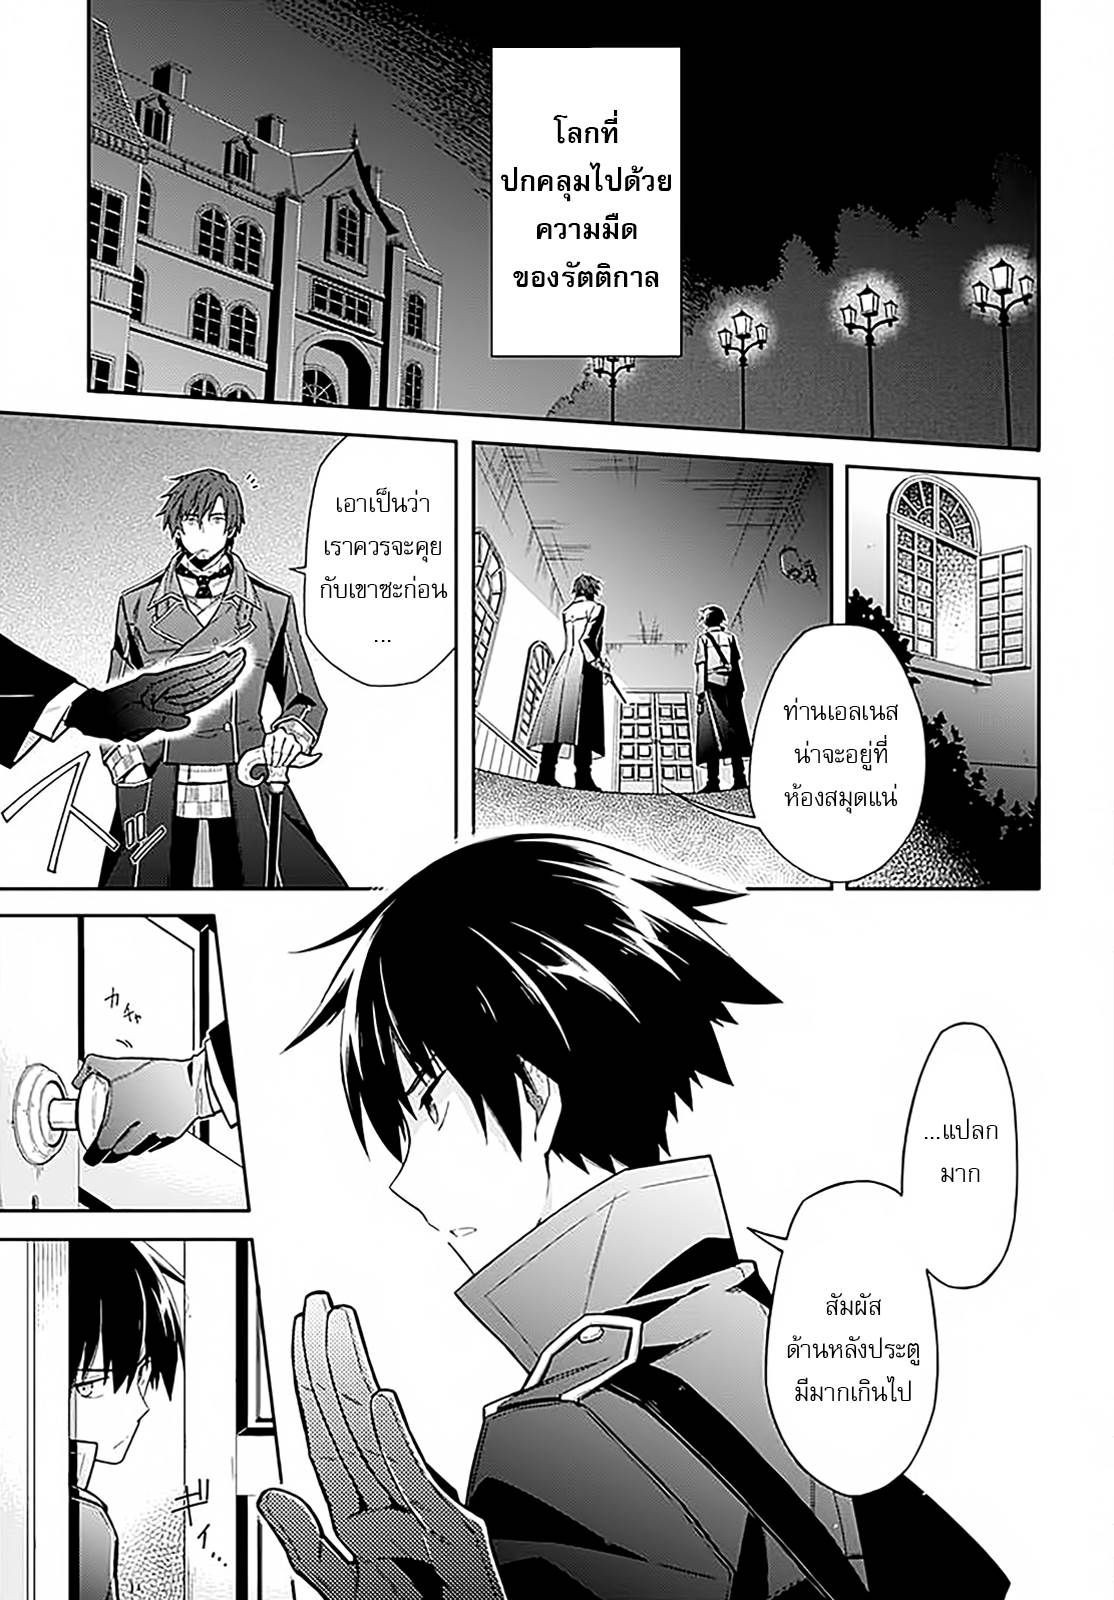 โลกที่
ปกคลุมไปด้วย
ความมืด
ของรัตติกาล
ท่านเอลเนส
น่าจะอยู่ที่
ห้องสมุดแน่
เอาเป็นว่า
เราควรจะคุย
กับเขาซะก่อน
...
...แปลก
มาก
สัมผัส
ด้านหลังประตู
มีมากเกินไป
ガチャ